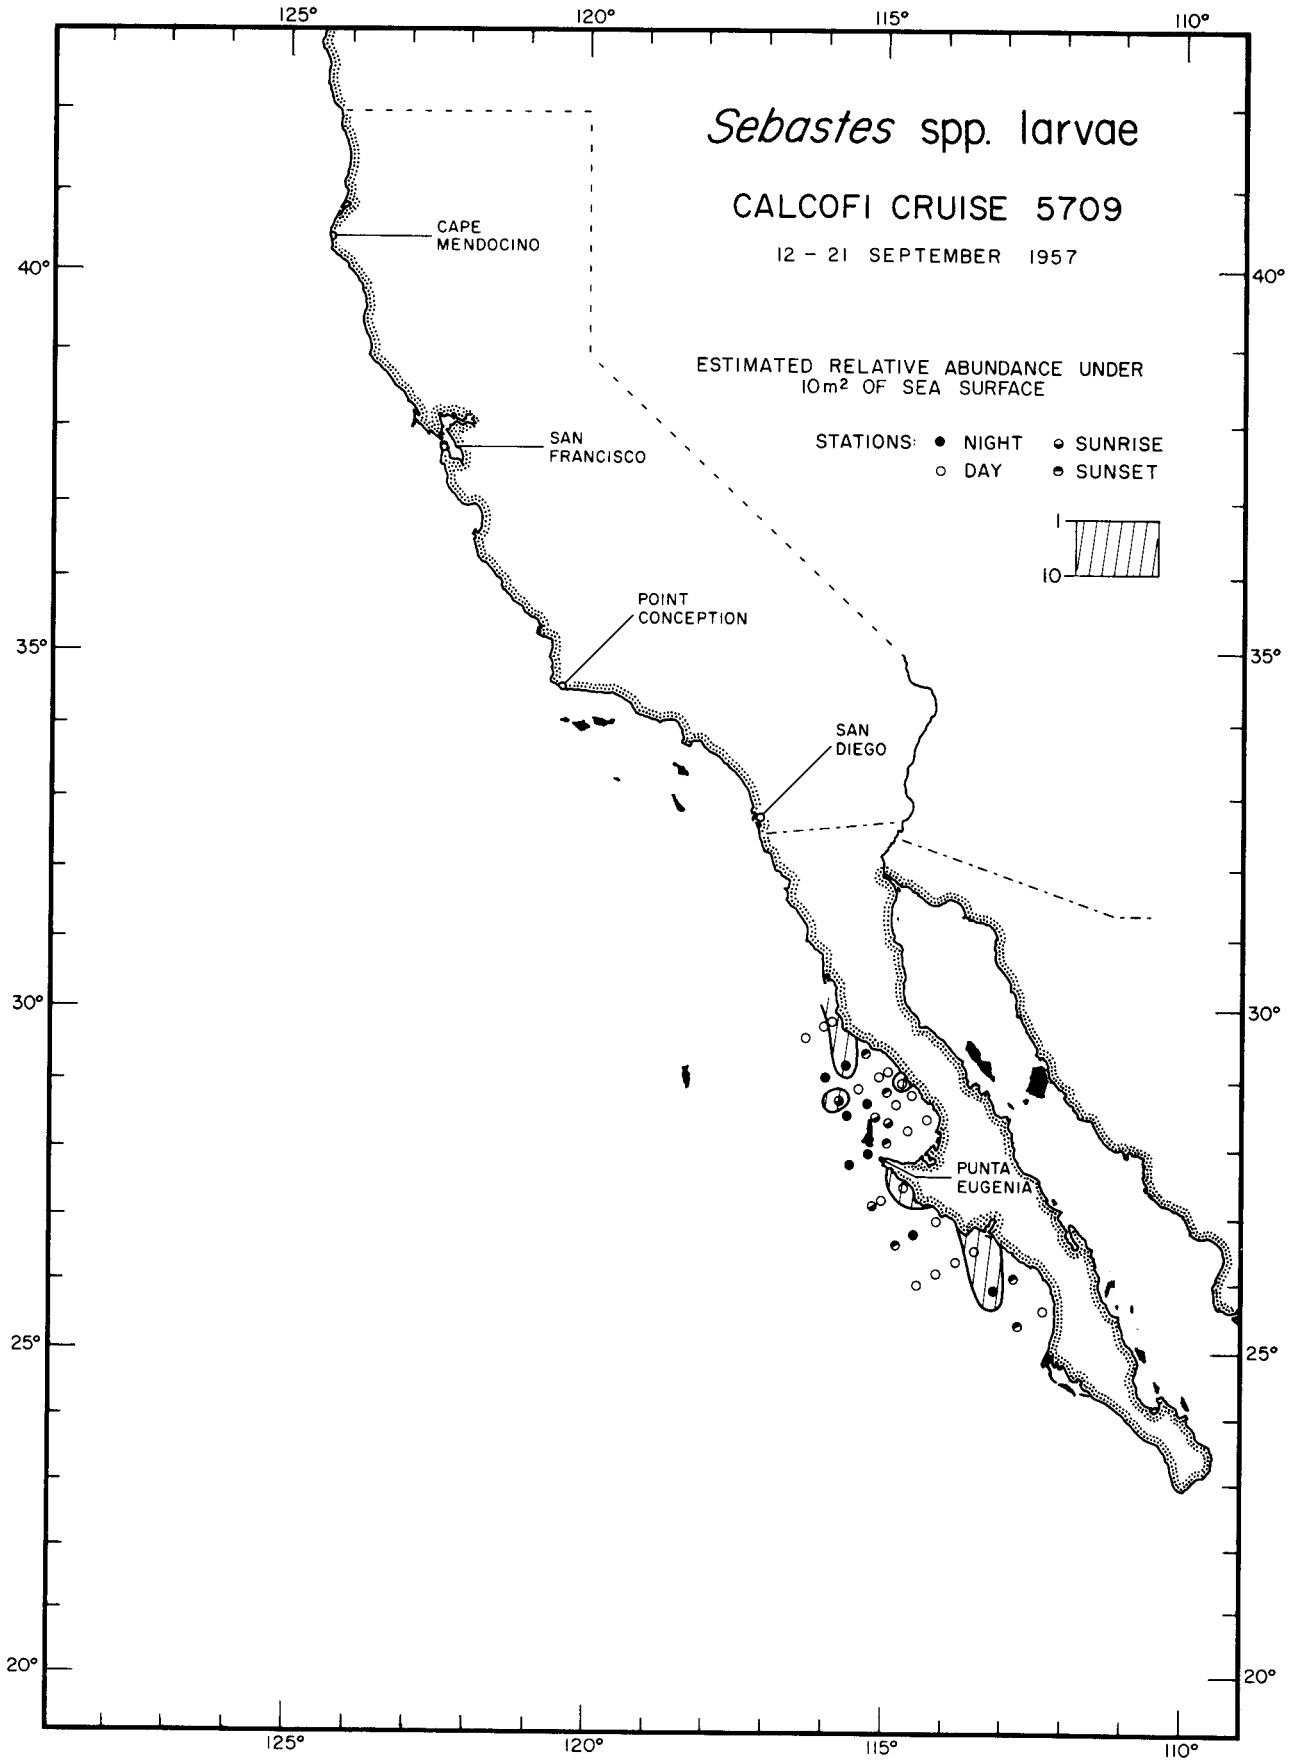 125° 120° 115° 110°
Sebastes spp. larvae
CALCOFI CRUISE 5709
12 – 21 SEPTEMBER 1957
CAPE
MENDOCINO
40° 40°
ESTIMATED RELATIVE ABUNDANCE UNDER
10m² OF SEA SURFACE
STATIONS: ● NIGHT SUNRISE
○ DAY SUNSET
SAN
FRANCISCO
1
10
POINT
CONCEPTION
35° 35°
SAN
DIEGO
30° 30°
PUNTA
EUGENIA
25° 25°
20° 20°
125° 120° 115° 110°